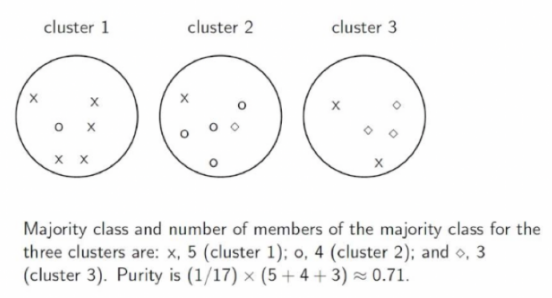 cluster 1 cluster 2 cluster 3
x x x o x ◇
o x o o ◇ ◇ ◇
x x o x
Majority class and number of members of the majority class for the
three clusters are: x, 5 (cluster 1); o, 4 (cluster 2); and ◇, 3
(cluster 3). Purity is (1/17) × (5 + 4 + 3) ≈ 0.71.